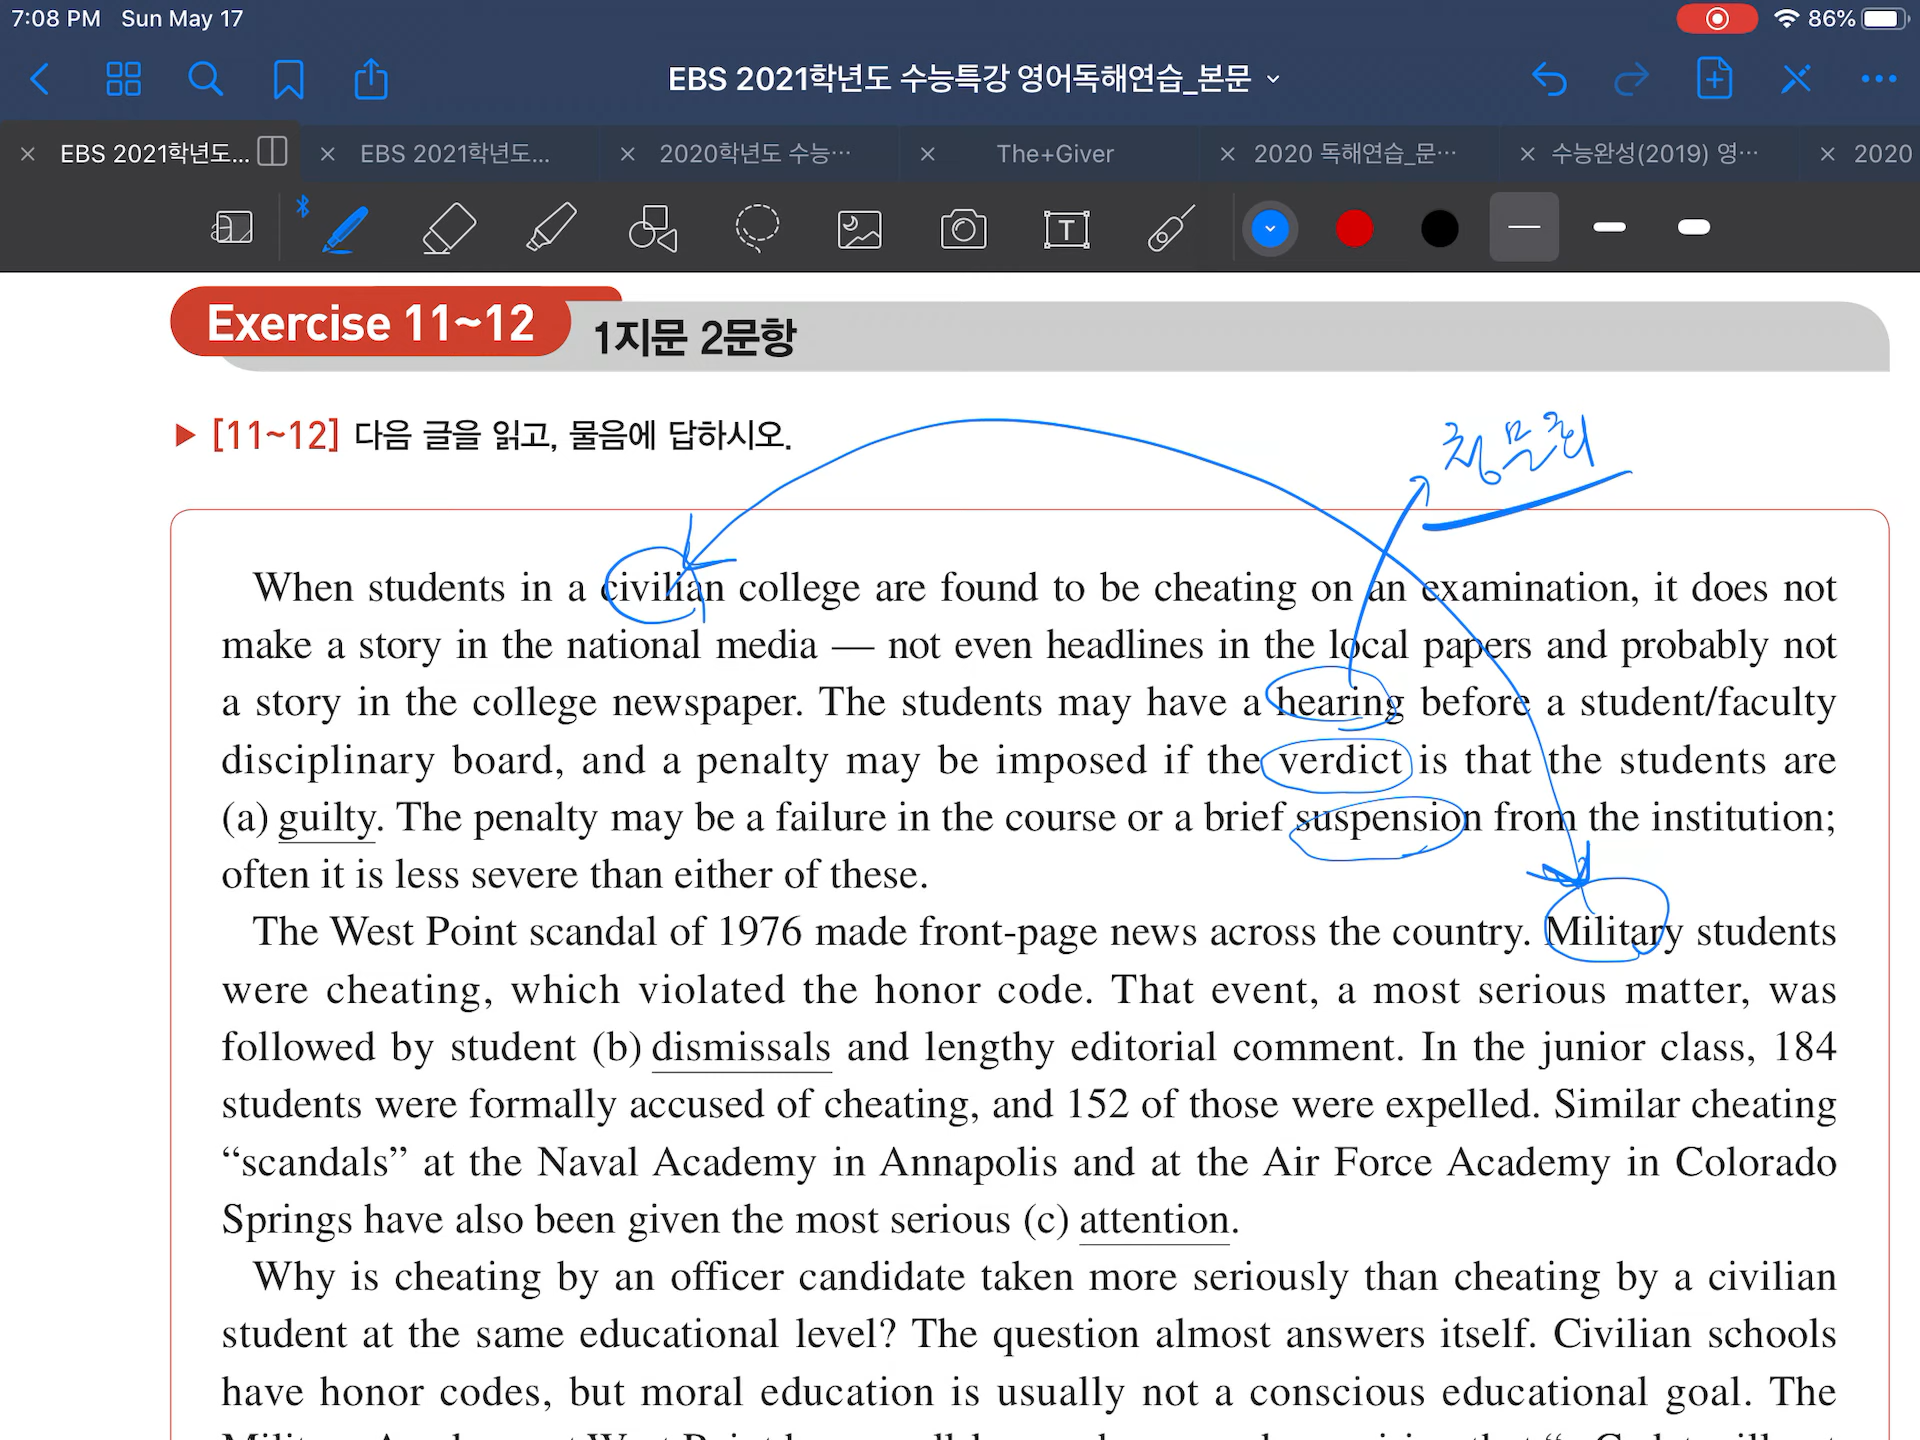 7:08 PM Sun May 17 86%
EBS 2021학년도 수능특강 영어독해연습_본문
EBS 2021학년도... EBS 2021학년도... 2020학년도 수능... The+Giver 2020 독해연습_문... 수능완성(2019) 영... 2020
T
Exercise 11~12 1지문 2문항
▶ [11~12] 다음 글을 읽고, 물음에 답하시오.
청문회
When students in a civilian college are found to be cheating on an examination, it does not
make a story in the national media — not even headlines in the local papers and probably not
a story in the college newspaper. The students may have a hearing before a student/faculty
disciplinary board, and a penalty may be imposed if the verdict is that the students are
(a) guilty. The penalty may be a failure in the course or a brief suspension from the institution;
often it is less severe than either of these.
The West Point scandal of 1976 made front-page news across the country. Military students
were cheating, which violated the honor code. That event, a most serious matter, was
followed by student (b) dismissals and lengthy editorial comment. In the junior class, 184
students were formally accused of cheating, and 152 of those were expelled. Similar cheating
“scandals” at the Naval Academy in Annapolis and at the Air Force Academy in Colorado
Springs have also been given the most serious (c) attention.
Why is cheating by an officer candidate taken more seriously than cheating by a civilian
student at the same educational level? The question almost answers itself. Civilian schools
have honor codes, but moral education is usually not a conscious educational goal. The